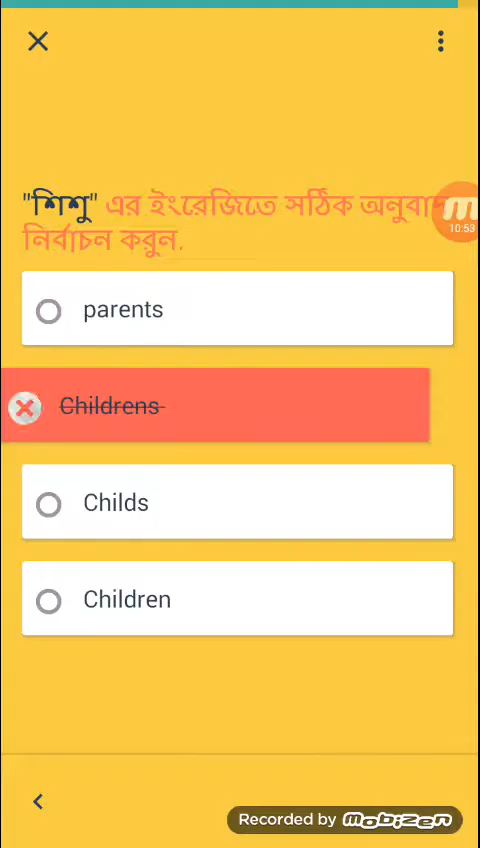 "শিশু" এর ইংরেজিতে সঠিক অনুবাদ
নির্বাচন করুন.
10:53
parents
Childrens
Childs
Children
Recorded by mobizen